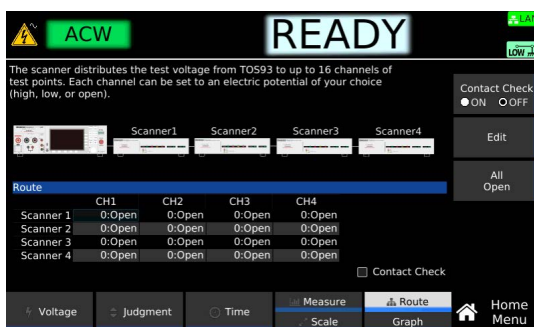 ACW
READY
LAN
LOW
The scanner distributes the test voltage from TOS93 to up to 16 channels of
test points. Each channel can be set to an electric potential of your choice
(high, low, or open).
Contact Check
ON OFF
Edit
All
Open
Scanner1 Scanner2 Scanner3 Scanner4
Route
CH1 CH2 CH3 CH4
Scanner 1 0:Open 0:Open 0:Open 0:Open
Scanner 2 0:Open 0:Open 0:Open 0:Open
Scanner 3 0:Open 0:Open 0:Open 0:Open
Scanner 4 0:Open 0:Open 0:Open 0:Open
Contact Check
Voltage Judgment Time Measure Route
Scale Graph
Home
Menu